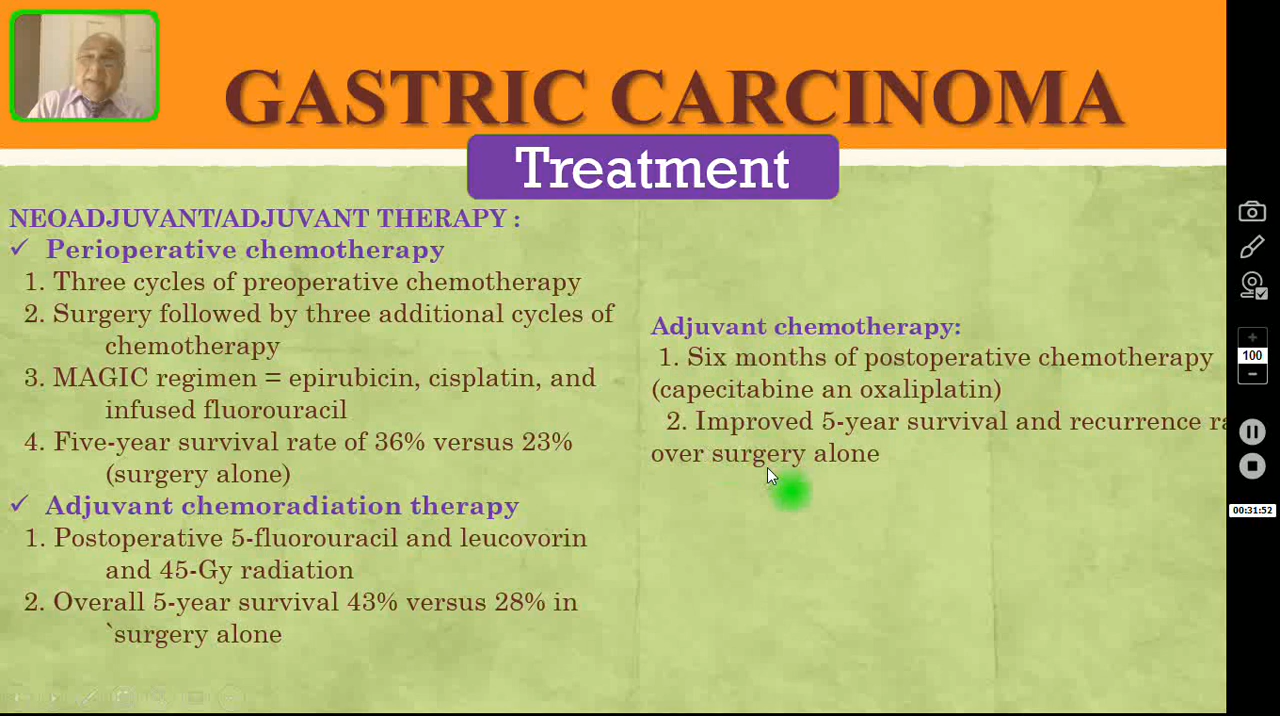 GASTRIC CARCINOMA
Treatment
NEOADJUVANT/ADJUVANT THERAPY :
✓ Perioperative chemotherapy
1. Three cycles of preoperative chemotherapy
2. Surgery followed by three additional cycles of
chemotherapy
3. MAGIC regimen = epirubicin, cisplatin, and
infused fluorouracil
4. Five-year survival rate of 36% versus 23%
(surgery alone)
✓ Adjuvant chemoradiation therapy
1. Postoperative 5-fluorouracil and leucovorin
and 45-Gy radiation
2. Overall 5-year survival 43% versus 28% in
`surgery alone
Adjuvant chemotherapy:
1. Six months of postoperative chemotherapy
(capecitabine an oxaliplatin)
2. Improved 5-year survival and recurrence
over surgery alone
100
00:31:52